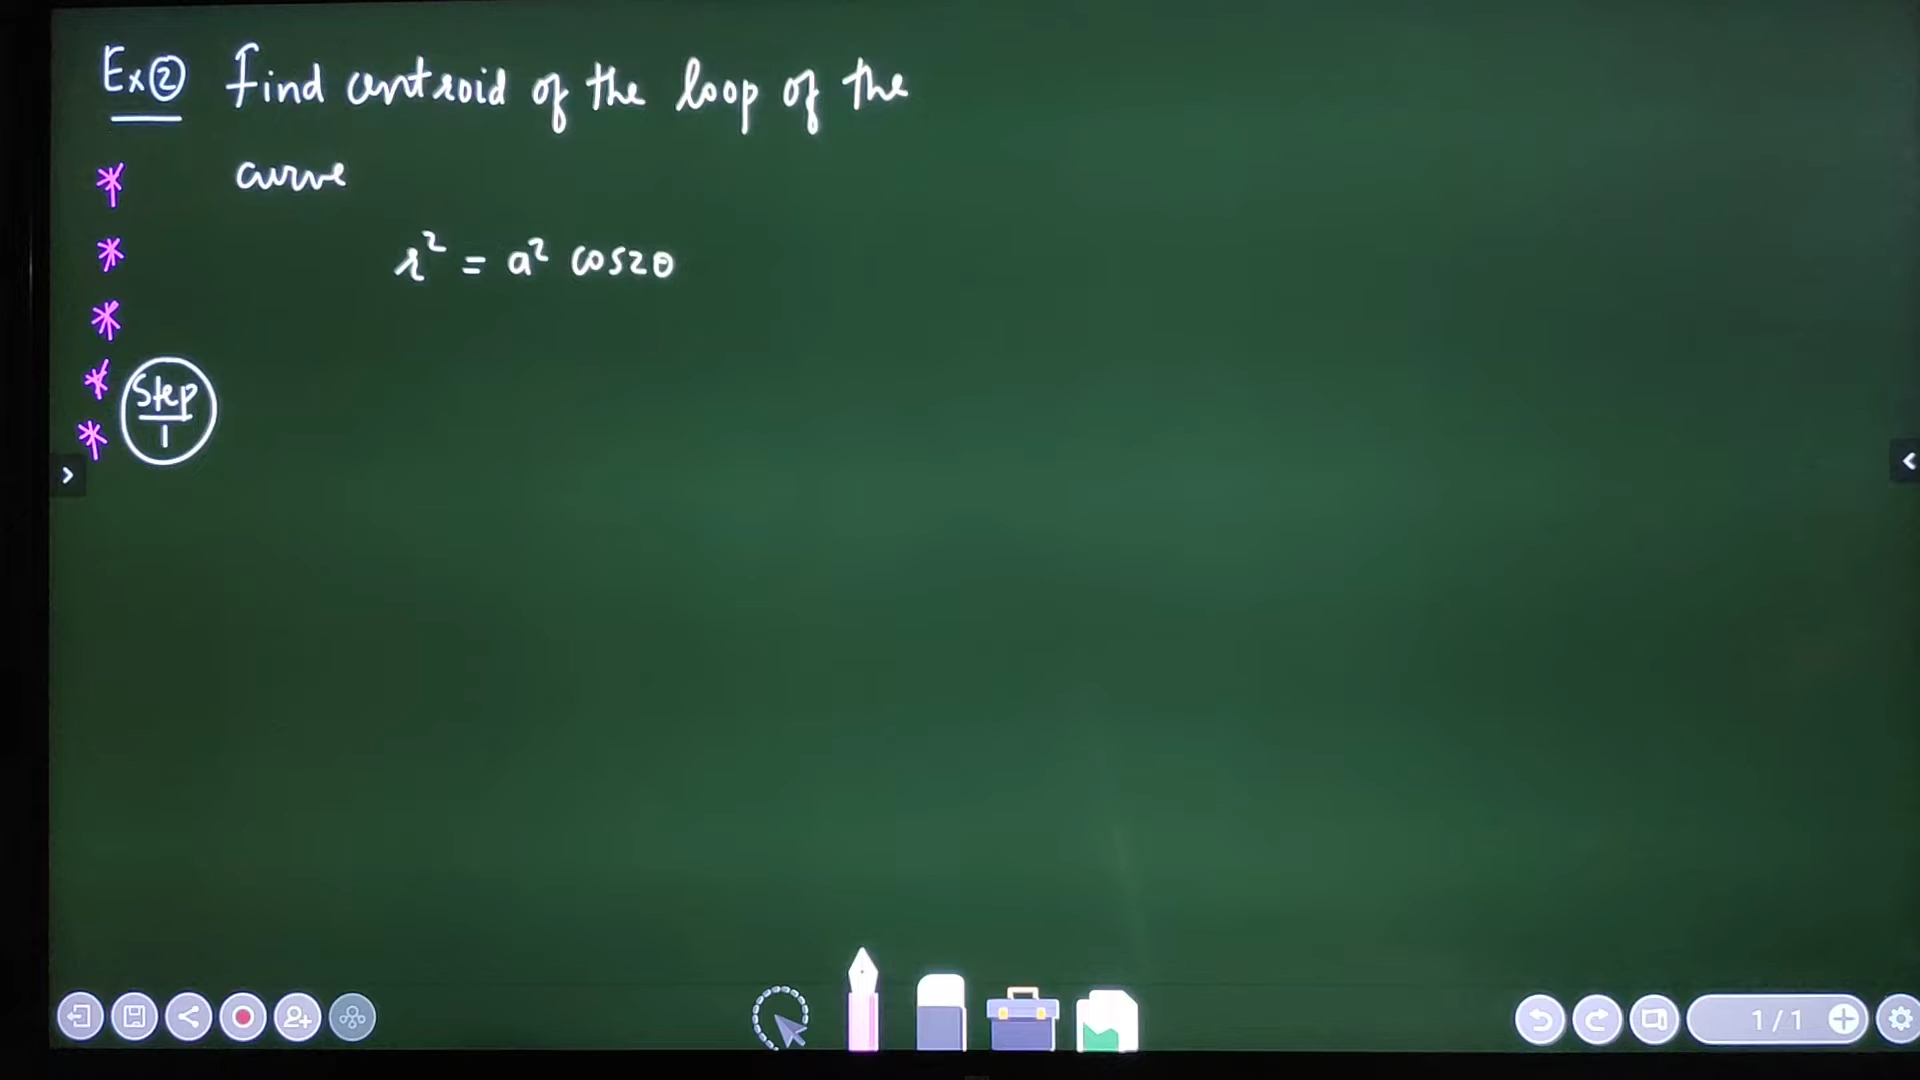 Ex② Find centroid of the loop of the
curve
r² = a² cos2θ
Step
1
1/1